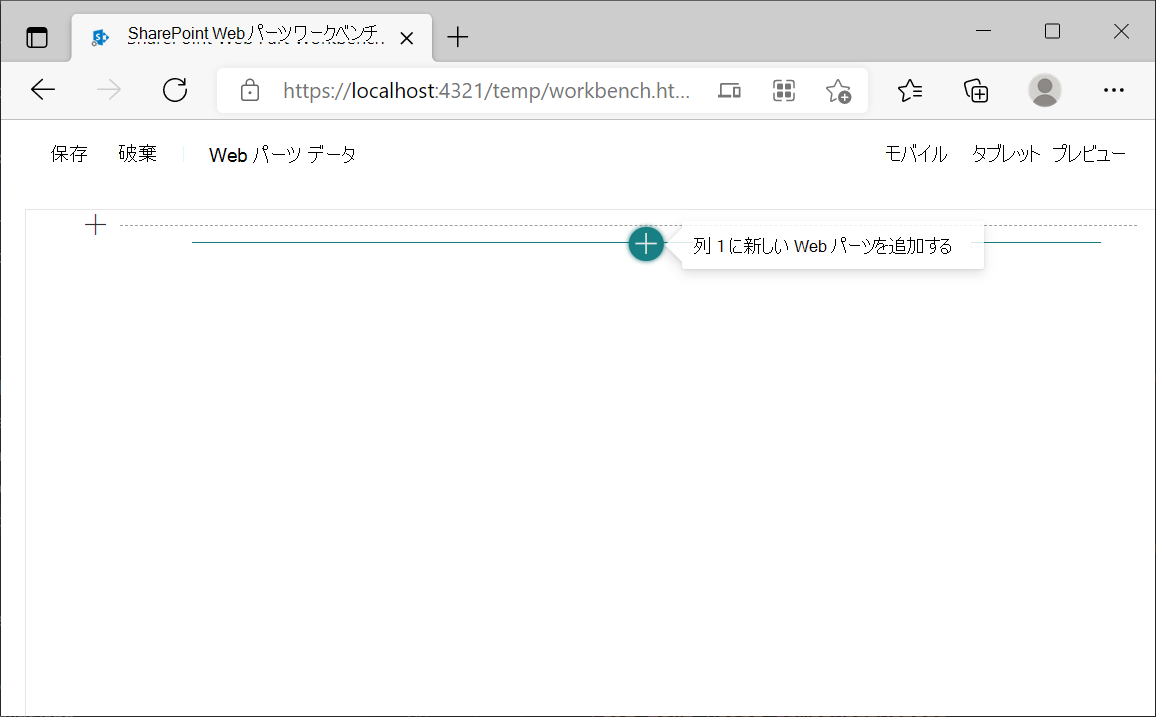 SharePoint Web パーツ ワークベンチ
https://localhost:4321/temp/workbench.ht...
保存 破棄 Web パーツ データ モバイル タブレット プレビュー
列 1 に新しい Web パーツを追加する